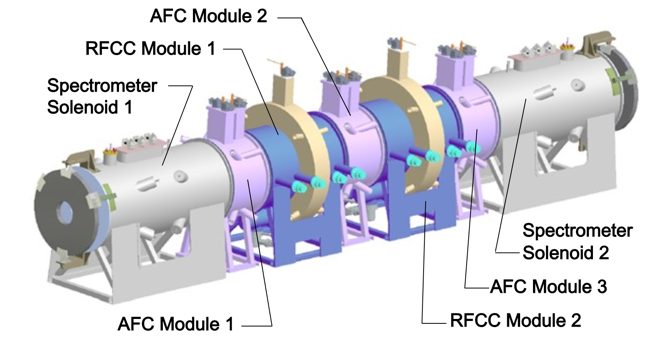 AFC Module 2
RFCC Module 1
Spectrometer
Solenoid 1
Spectrometer
Solenoid 2
AFC Module 3
RFCC Module 2
AFC Module 1